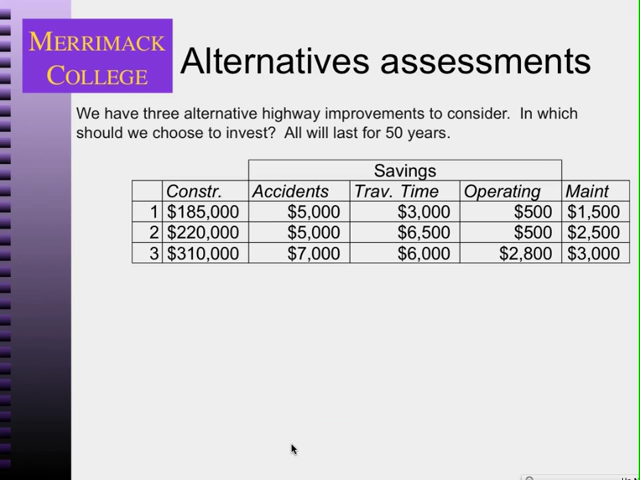 MERRIMACK
COLLEGE
Alternatives assessments
We have three alternative highway improvements to consider. In which
should we choose to invest? All will last for 50 years.
Savings
Constr. Accidents Trav. Time Operating Maint
1 $185,000 $5,000 $3,000 $500 $1,500
2 $220,000 $5,000 $6,500 $500 $2,500
3 $310,000 $7,000 $6,000 $2,800 $3,000